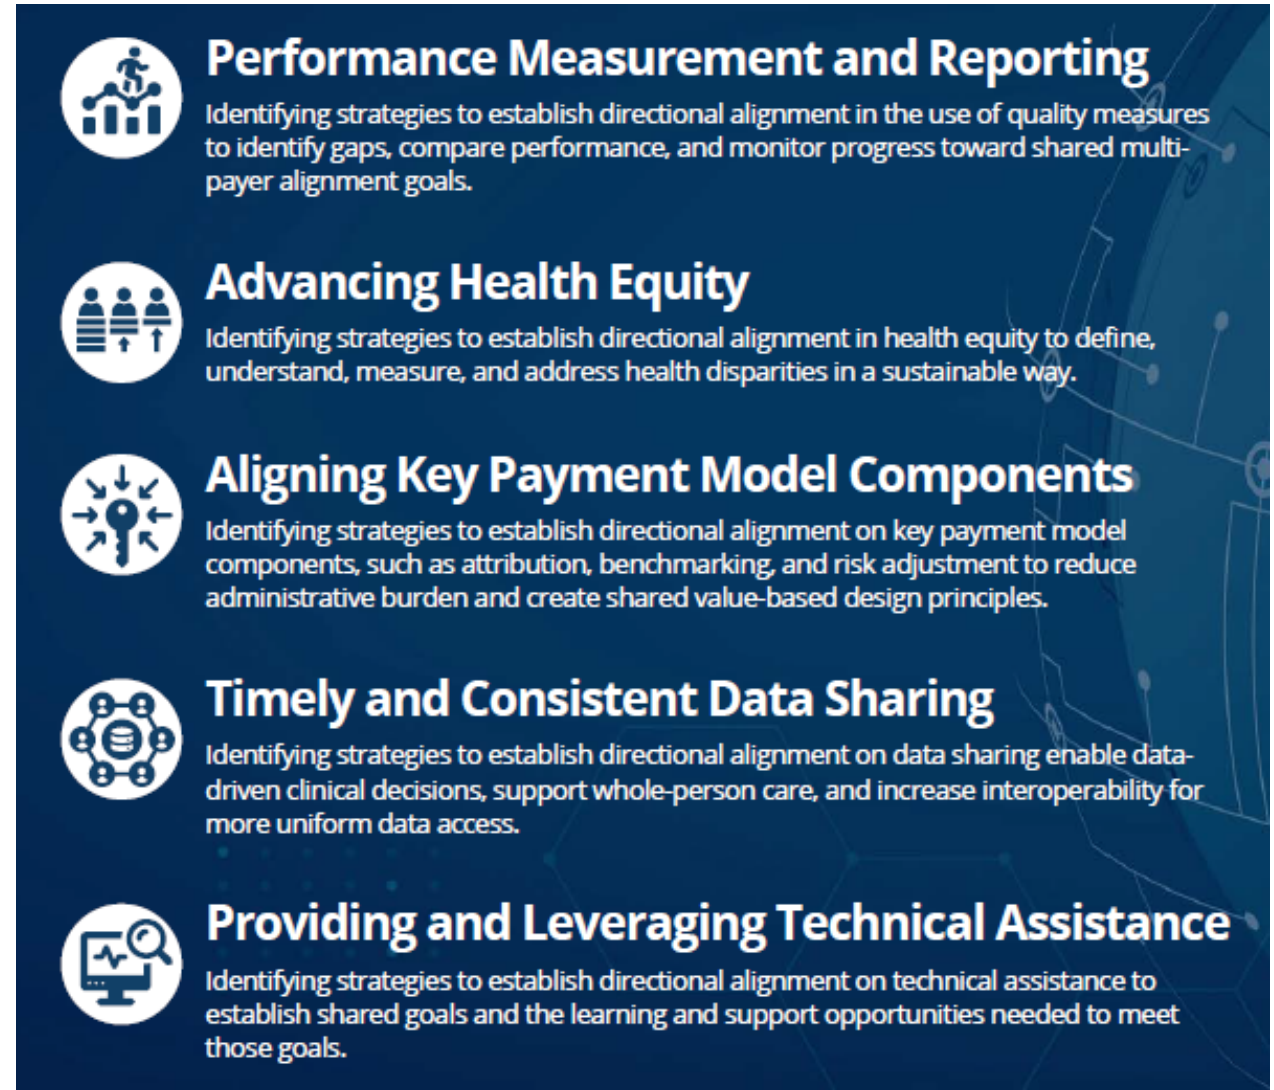 Performance Measurement and Reporting
Identifying strategies to establish directional alignment in the use of quality measures
to identify gaps, compare performance, and monitor progress toward shared multi-
payer alignment goals.
Advancing Health Equity
Identifying strategies to establish directional alignment in health equity to define,
understand, measure, and address health disparities in a sustainable way.
Aligning Key Payment Model Components
Identifying strategies to establish directional alignment on key payment model
components, such as attribution, benchmarking, and risk adjustment to reduce
administrative burden and create shared value-based design principles.
Timely and Consistent Data Sharing
Identifying strategies to establish directional alignment on data sharing enable data-
driven clinical decisions, support whole-person care, and increase interoperability for
more uniform data access.
Providing and Leveraging Technical Assistance
Identifying strategies to establish directional alignment on technical assistance to
establish shared goals and the learning and support opportunities needed to meet
those goals.